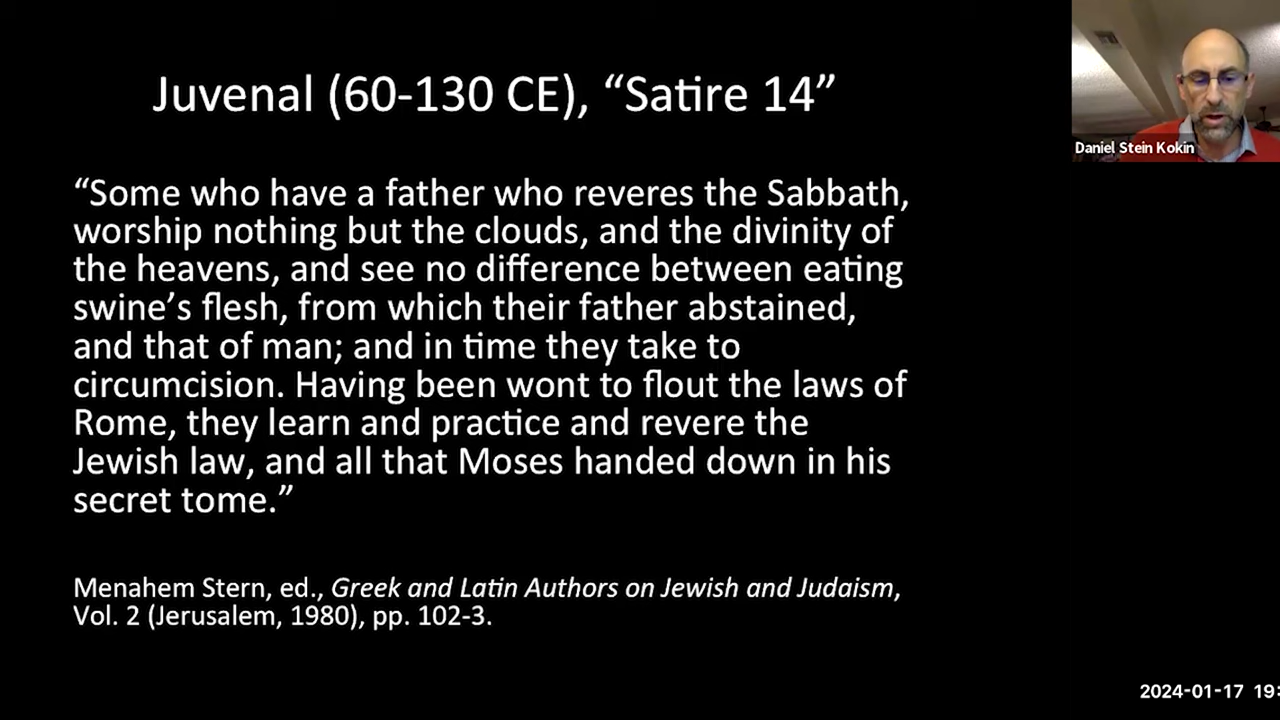 Juvenal (60-130 CE), “Satire 14”
“Some who have a father who reveres the Sabbath,
worship nothing but the clouds, and the divinity of
the heavens, and see no difference between eating
swine’s flesh, from which their father abstained,
and that of man; and in time they take to
circumcision. Having been wont to flout the laws of
Rome, they learn and practice and revere the
Jewish law, and all that Moses handed down in his
secret tome.”
Menahem Stern, ed., Greek and Latin Authors on Jewish and Judaism,
Vol. 2 (Jerusalem, 1980), pp. 102-3.
Daniel Stein Kokin
2024-01-17 19: